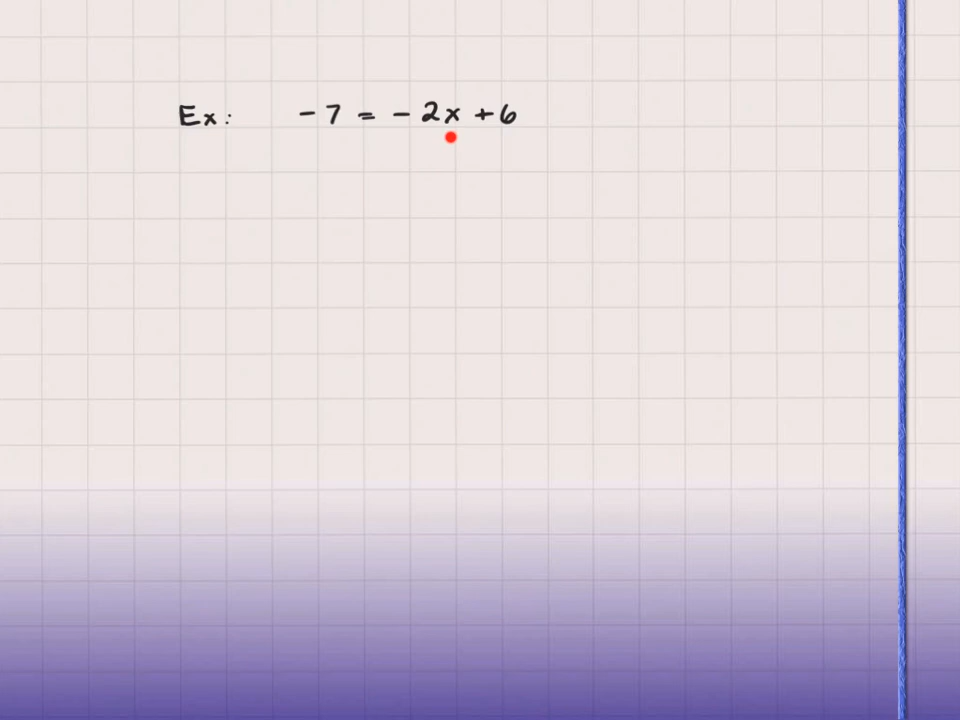 Ex: -7 = -2x +6